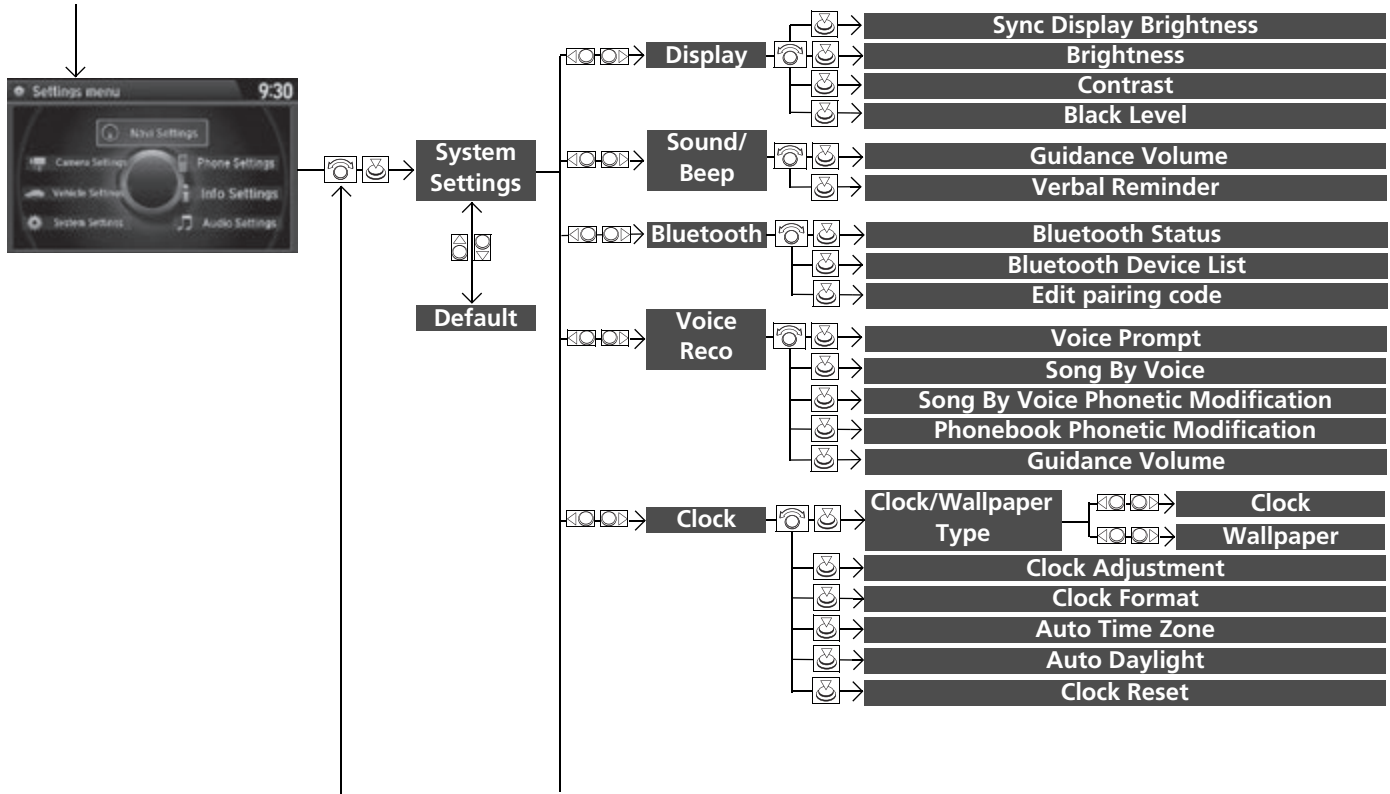 Settings menu
9:30
Navi Settings
Camera Settings
Phone Settings
Vehicle Settings
Info Settings
System Settings
Audio Settings
System
Settings
Default
Display
Sync Display Brightness
Brightness
Contrast
Black Level
Sound/
Beep
Guidance Volume
Verbal Reminder
Bluetooth
Bluetooth Status
Bluetooth Device List
Edit pairing code
Voice
Reco
Voice Prompt
Song By Voice
Song By Voice Phonetic Modification
Phonebook Phonetic Modification
Guidance Volume
Clock
Clock/Wallpaper
Type
Clock
Wallpaper
Clock Adjustment
Clock Format
Auto Time Zone
Auto Daylight
Clock Reset